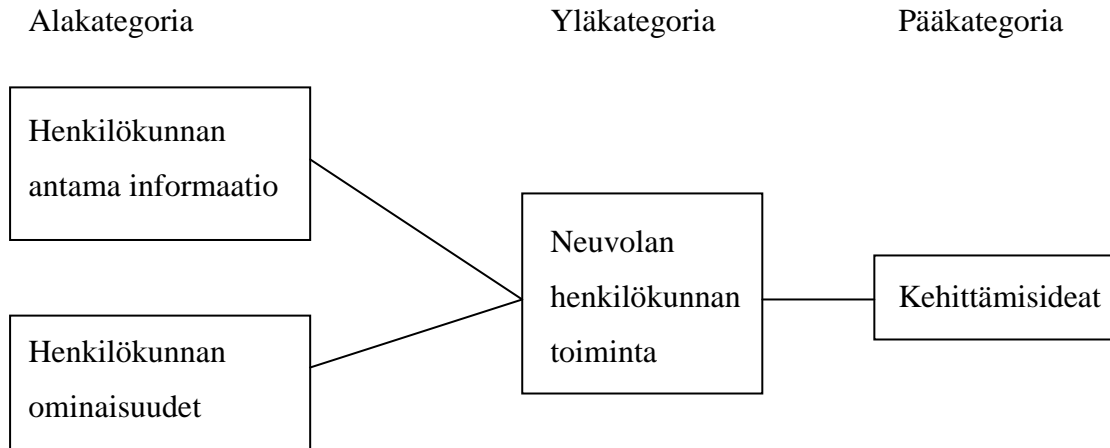 Alakategoria
Yläkategoria
Pääkategoria
Henkilökunnan
antama informaatio
Henkilökunnan
ominaisuudet
Neuvolan
henkilökunnan
toiminta
Kehittämisideat